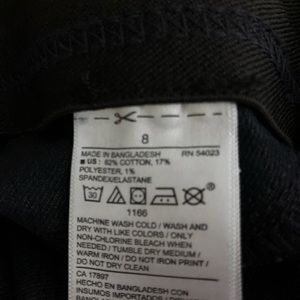 8
MADE IN BANGLADESH RN 54023
US : 82% COTTON, 17%
POLYESTER, 1%
SPANDEX/ELASTANE
30
1166
MACHINE WASH COLD / WASH AND
DRY WITH LIKE COLORS / ONLY
NON-CHLORINE BLEACH WHEN
NEEDED / TUMBLE DRY MEDIUM /
WARM IRON / DO NOT IRON PRINT /
DO NOT DRY CLEAN
CA 17897
HECHO EN BANGLADESH CON
INSUMOS IMPORTADOS DE